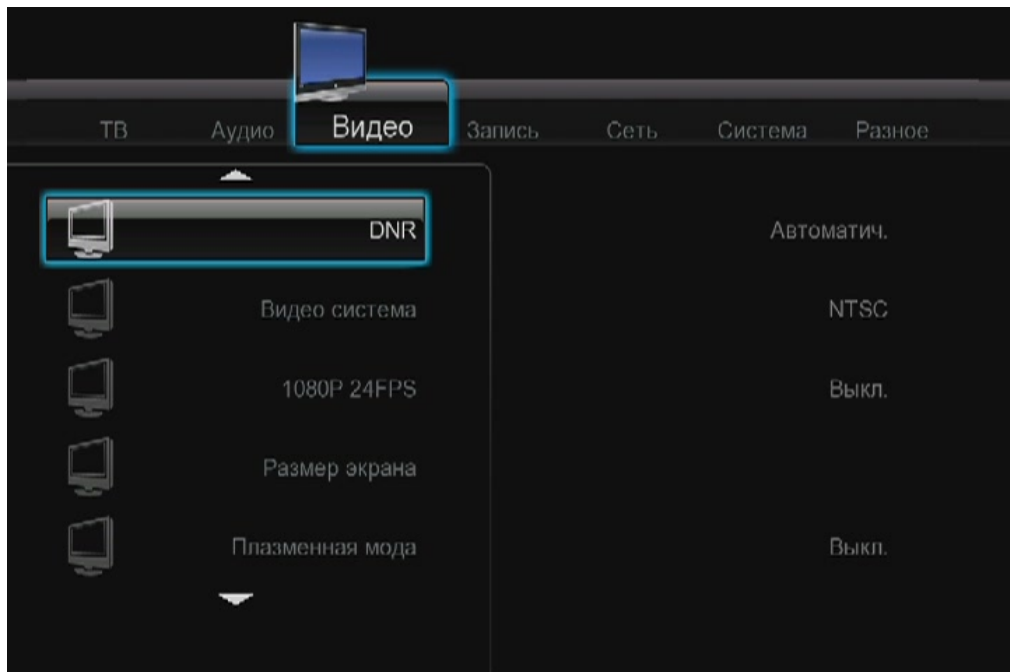 ТВ Аудио Видео Запись Сеть Система Разное
DNR Автоматич.
Видео система NTSC
1080P 24FPS Выкл.
Размер экрана
Плазменная мода Выкл.